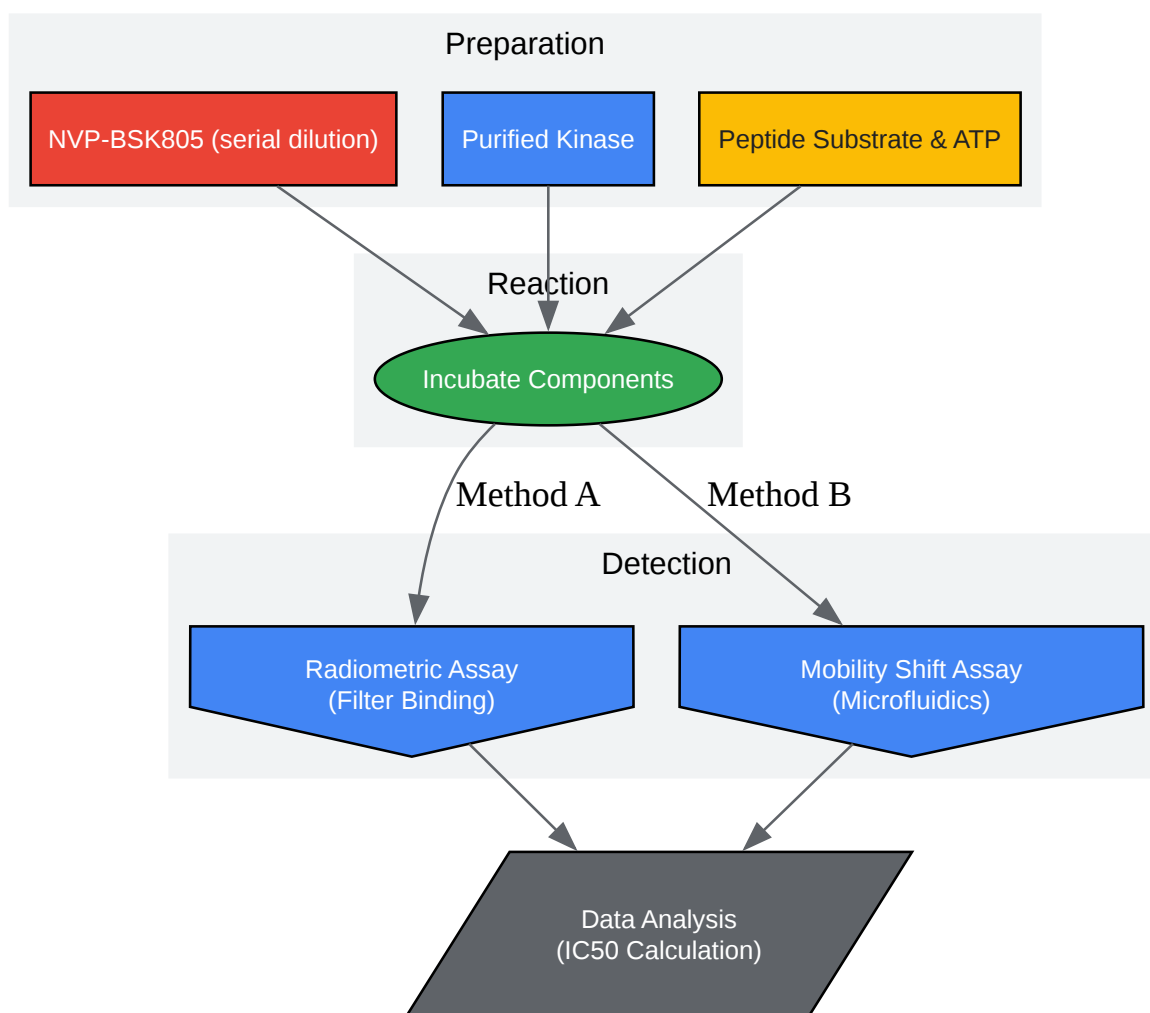 Preparation
NVP-BSK805 (serial dilution)
Purified Kinase
Peptide Substrate & ATP
Reaction
Incubate Components
Method A
Method B
Detection
Radiometric Assay
(Filter Binding)
Mobility Shift Assay
(Microfluidics)
Data Analysis
(IC50 Calculation)